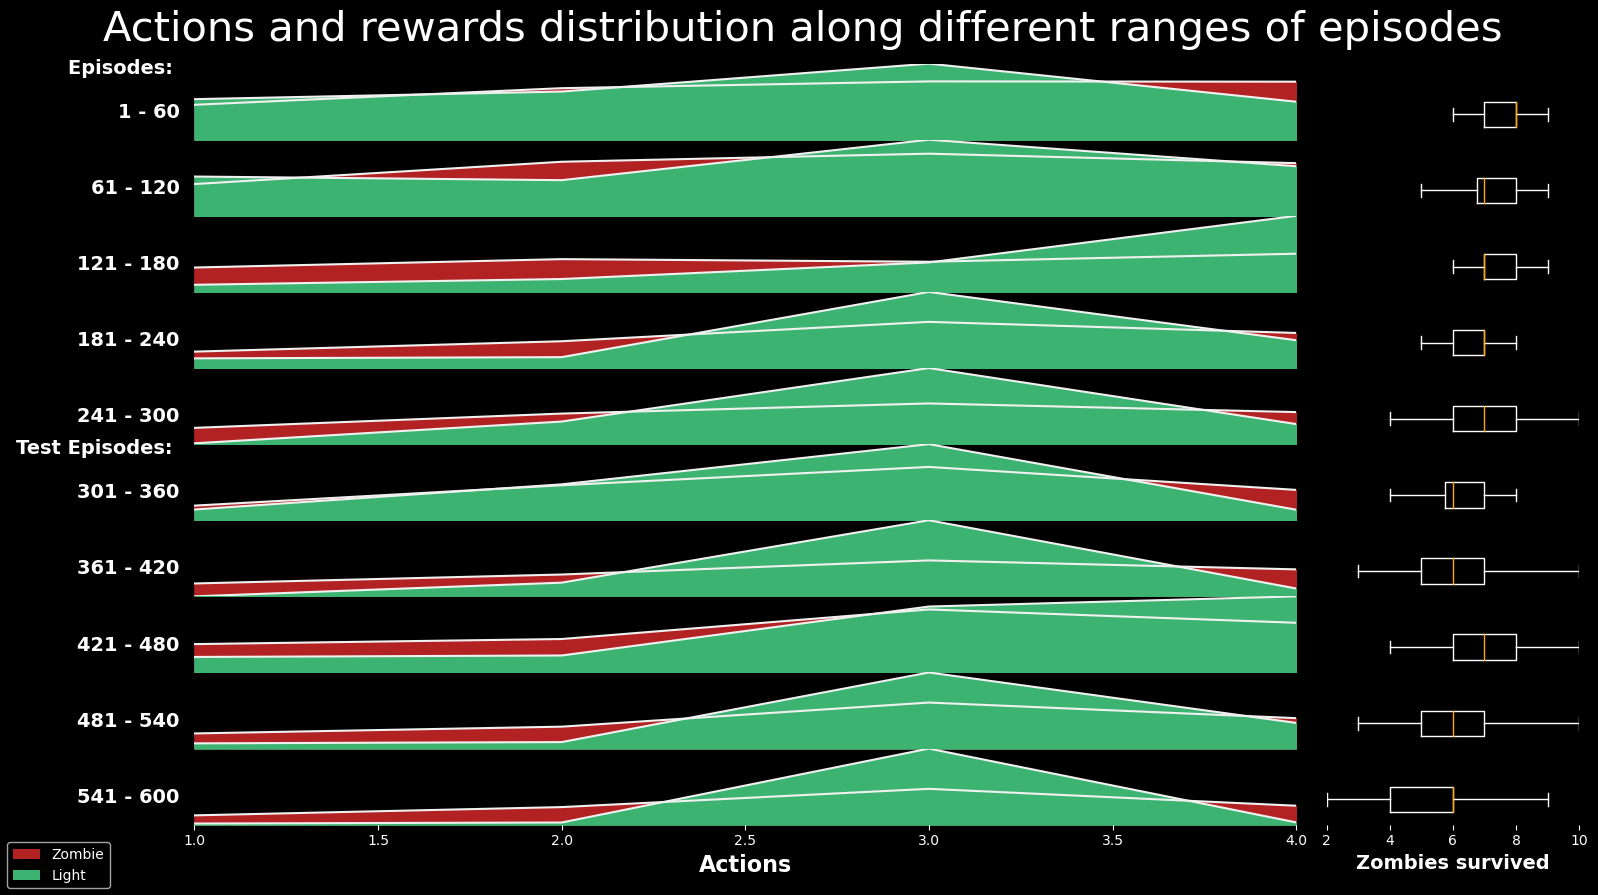 Actions and rewards distribution along different ranges of episodes
Episodes:
1 - 60
61 - 120
121 - 180
181 - 240
241 - 300
Test Episodes:
301 - 360
361 - 420
421 - 480
481 - 540
541 - 600
1.0 1.5 2.0 2.5 3.0 3.5 4.0 2 4 6 8 10
Actions
Zombies survived
Zombie
Light